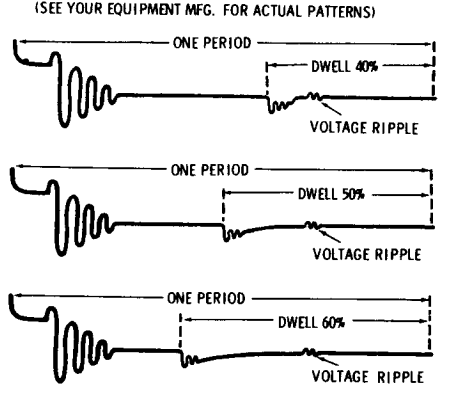 (SEE YOUR EQUIPMENT MFG. FOR ACTUAL PATTERNS)
ONE PERIOD
DWELL 40%
VOLTAGE RIPPLE
ONE PERIOD
DWELL 50%
VOLTAGE RIPPLE
ONE PERIOD
DWELL 60%
VOLTAGE RIPPLE